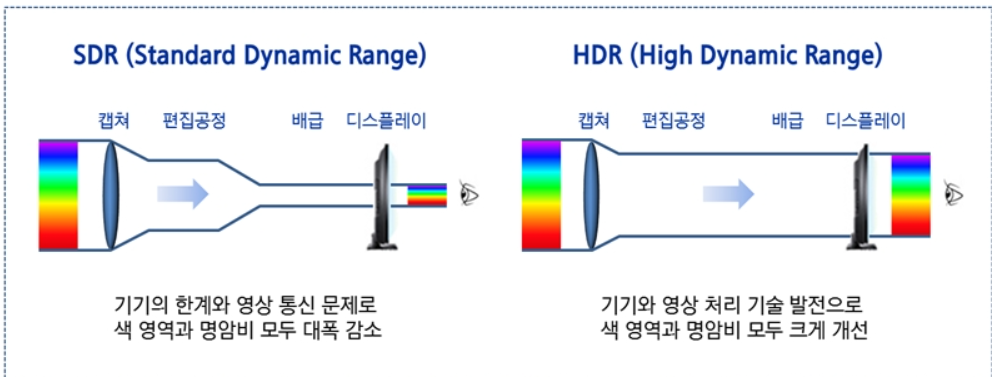 SDR (Standard Dynamic Range)
캡쳐 편집공정 배급 디스플레이
기기의 한계와 영상 통신 문제로
색 영역과 명암비 모두 대폭 감소
HDR (High Dynamic Range)
캡쳐 편집공정 배급 디스플레이
기기와 영상 처리 기술 발전으로
색 영역과 명암비 모두 크게 개선